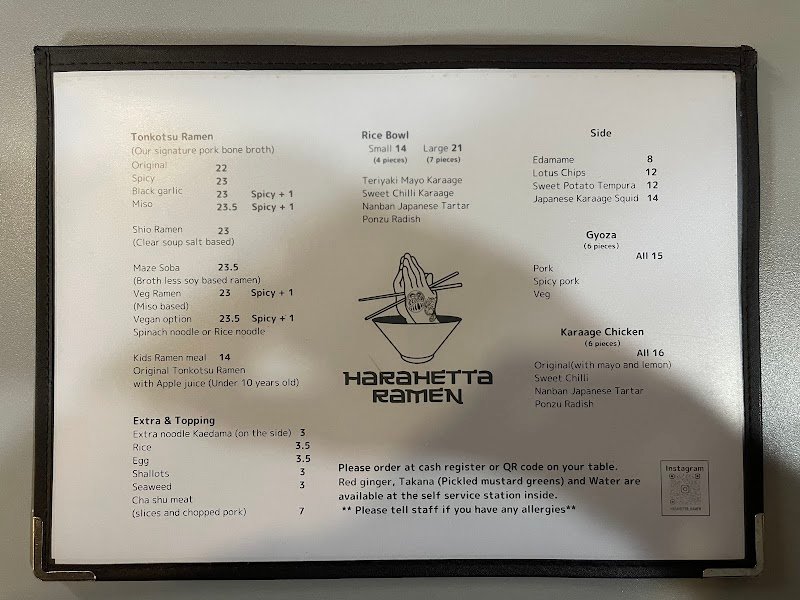 Tonkotsu Ramen
(Our signature pork bone broth)
Original 22
Spicy 23
Black garlic 23 Spicy + 1
Miso 23.5 Spicy + 1
Shio Ramen 23
(Clear soup salt based)
Maze Soba 23.5
(Broth less soy based ramen)
Veg Ramen 23 Spicy + 1
(Miso based)
Vegan option 23.5 Spicy + 1
Spinach noodle or Rice noodle
Kids Ramen meal 14
Original Tonkotsu Ramen
with Apple juice (Under 10 years old)
Extra & Topping
Extra noodle Kaedama (on the side) 3
Rice 3.5
Egg 3.5
Shallots 3
Seaweed 3
Cha shu meat
(slices and chopped pork) 7
Rice Bowl
Small 14 Large 21
(4 pieces) (7 pieces)
Teriyaki Mayo Karaage
Sweet Chilli Karaage
Nanban Japanese Tartar
Ponzu Radish
HARAHETTA
RAMEN
Side
Edamame 8
Lotus Chips 12
Sweet Potato Tempura 12
Japanese Karaage Squid 14
Gyoza
(6 pieces)
All 15
Pork
Spicy pork
Veg
Karaage Chicken
(6 pieces)
All 16
Original(with mayo and lemon)
Sweet Chilli
Nanban Japanese Tartar
Ponzu Radish
Please order at cash register or QR code on your table.
Red ginger, Takana (Pickled mustard greens) and Water are
available at the self service station inside.
** Please tell staff if you have any allergies**
Instagram
HARAHETTA_RAMEN